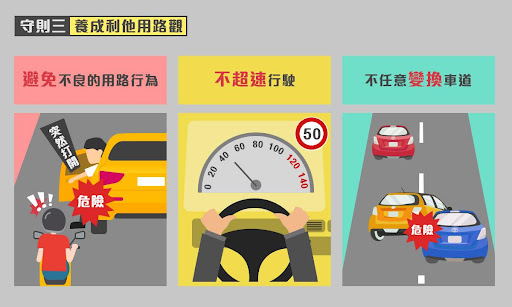 守則三 養成利他用路觀
避免不良的用路行為
不超速行駛
不任意變換車道
突然打開
危險
50
0 20 40 60 80 100 120 140
危險